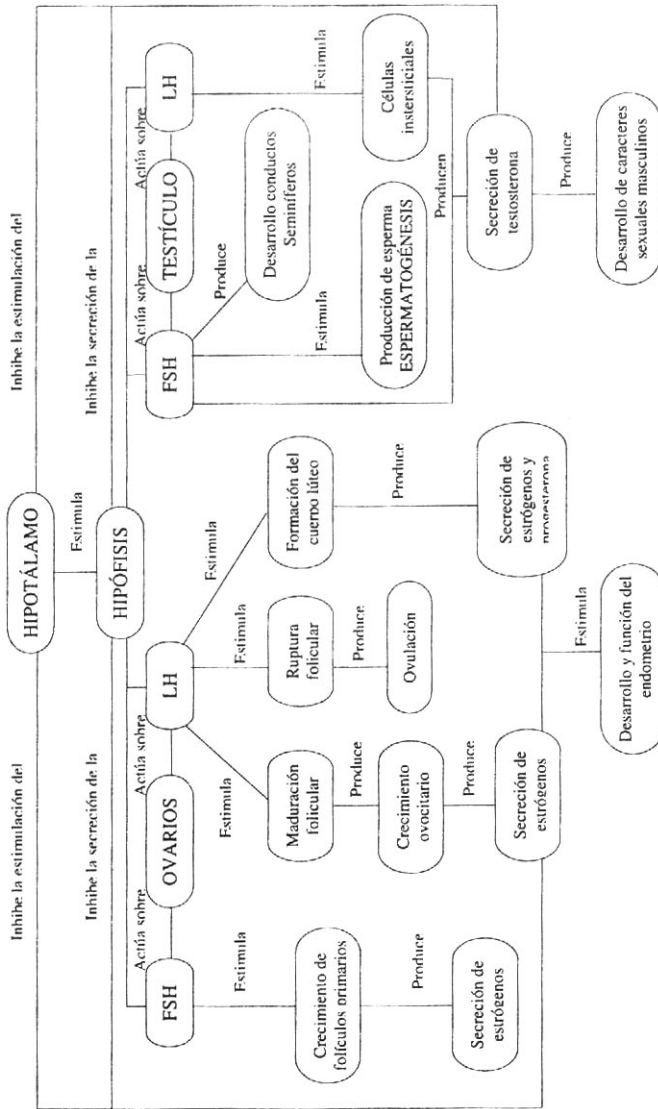 HIPOTÁLAMO
Inhibe la estimulación del
Inhibe la estimulación del
Estimula
HIPÓFISIS
Inhibe la secreción de la
Inhibe la secreción de la
FSH
Actúa sobre
OVARIOS
Actúa sobre
LH
FSH
Actúa sobre
TESTÍCULO
Actúa sobre
LH
Estimula
Estimula
Estimula
Estimula
Produce
Estimula
Estimula
Crecimiento de
folículos primarios
Maduración
folicular
Ruptura
folicular
Formación del
cuerpo lúteo
Desarrollo conductos
Seminíferos
Producción de esperma
ESPERMATOGÉNESIS
Células
instersticiales
Produce
Produce
Produce
Produce
Producen
Secreción de
estrógenos
Crecimiento
ovocitario
Ovulación
Produce
Secreción de
estrógenos
Secreción de
estrógenos y
progesterona
Secreción de
testosterona
Estimula
Produce
Desarrollo y función del
endometrio
Desarrollo de caracteres
sexuales masculinos